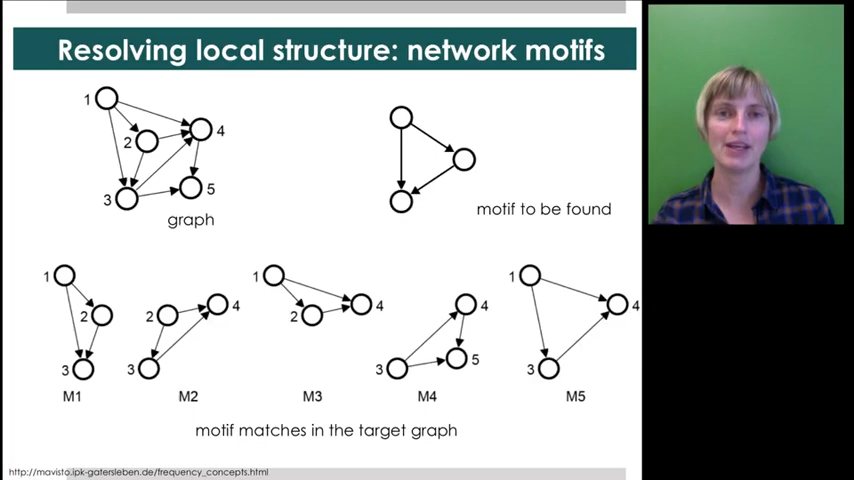 Resolving local structure: network motifs
1
2
4
3
5
graph
motif to be found
1
2
3
M1
2
4
3
M2
1
2
4
M3
4
3
5
M4
1
4
3
M5
motif matches in the target graph
http://mavisto.ipk-gatersleben.de/frequency_concepts.html